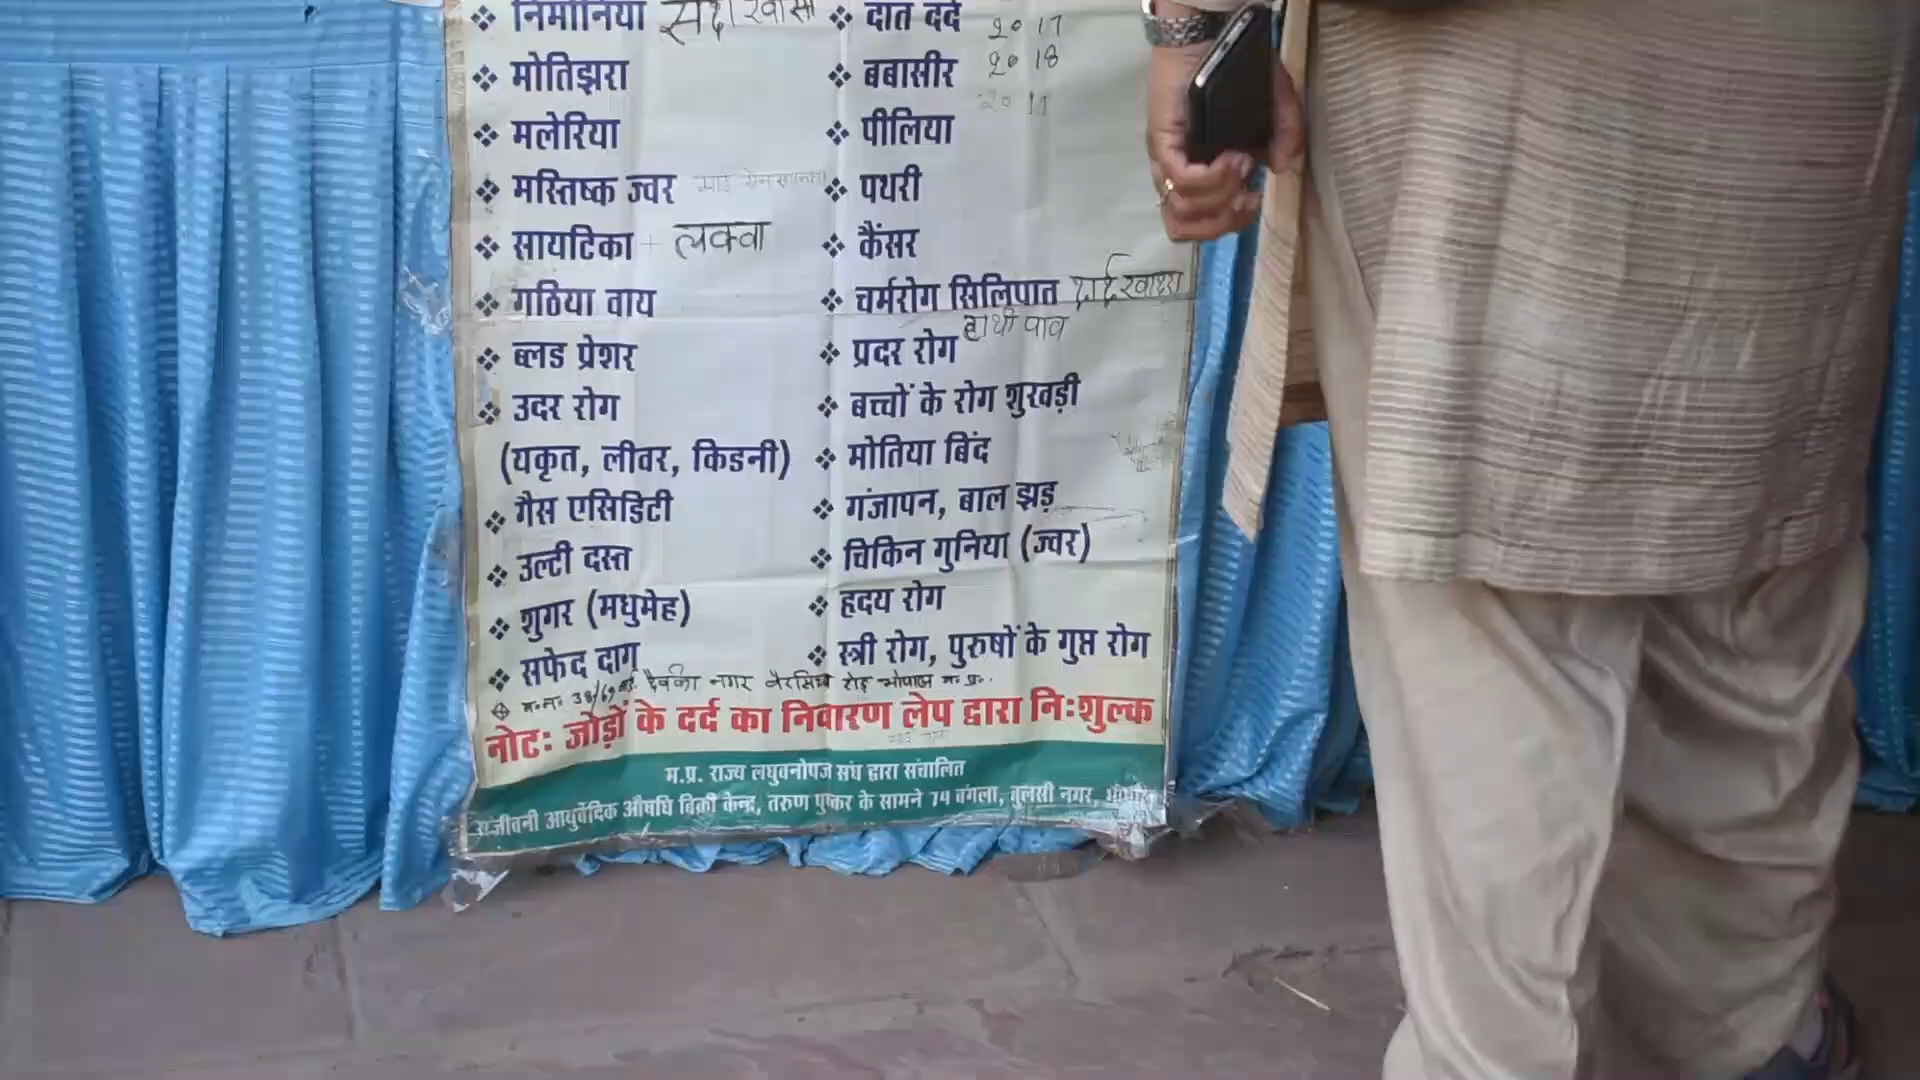 निमोनिया
मोतिझरा
मलेरिया
मस्तिष्क ज्वर
सायटिका + लकवा
गठिया वाय
ब्लड प्रेशर
उदर रोग
(यकृत, लीवर, किडनी)
गैस एसिडिटी
उल्टी दस्त
शुगर (मधुमेह)
सफेद दाग
दांत दर्द 2017
बबासीर 2018
पीलिया
पथरी
कैंसर
चर्मरोग सिलिपात
हाथी पाव
प्रदर रोग
बच्चों के रोग शुखड़ी
मोतिया बिंद
गंजापन, बाल झड़
चिकिन गुनिया (ज्वर)
हृदय रोग
स्त्री रोग, पुरुषों के गुप्त रोग
नगर बैरसिया रोड़ भोपाल म. प्र.
नोटः जोड़ों के दर्द का निवारण लेप द्वारा निःशुल्क
म.प्र. राज्य लघुवनोपज संघ द्वारा संचालित
आयुर्वेदिक औषधि बिक्री केन्द्र, तरुण पुष्कर के सामने 74 बंगला, तुलसी नगर,